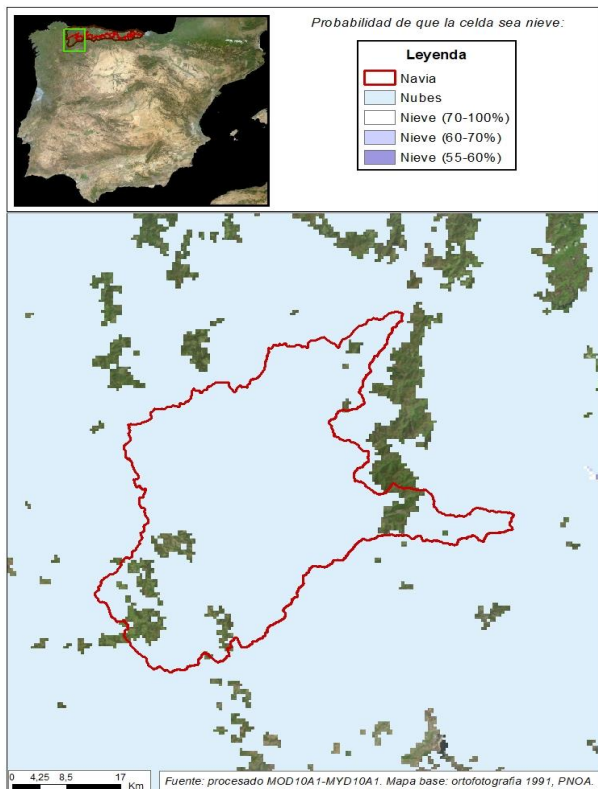 Probabilidad de que la celda sea nieve:
Leyenda
Navia
Nubes
Nieve (70-100%)
Nieve (60-70%)
Nieve (55-60%)
0 4,25 8,5 17
Km
Fuente: procesado MOD10A1-MYD10A1. Mapa base: ortofotografia 1991, PNOA.